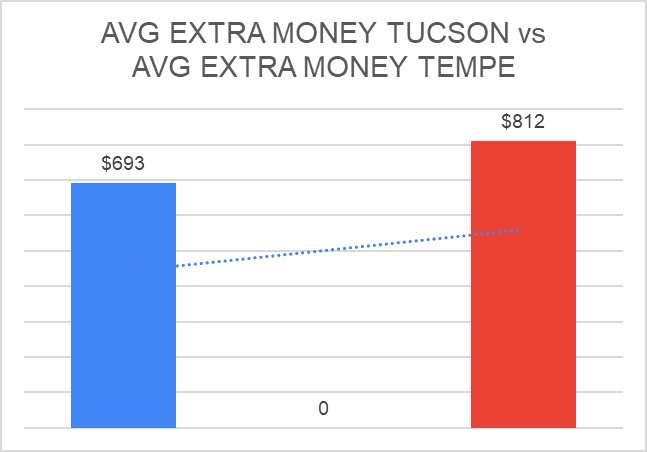 AVG EXTRA MONEY TUCSON vs
AVG EXTRA MONEY TEMPE
$812
$693
0